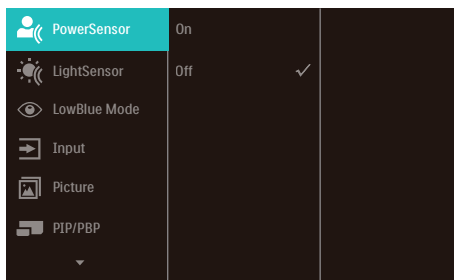 PowerSensor
On
LightSensor
Off
LowBlue Mode
Input
Picture
PIP/PBP